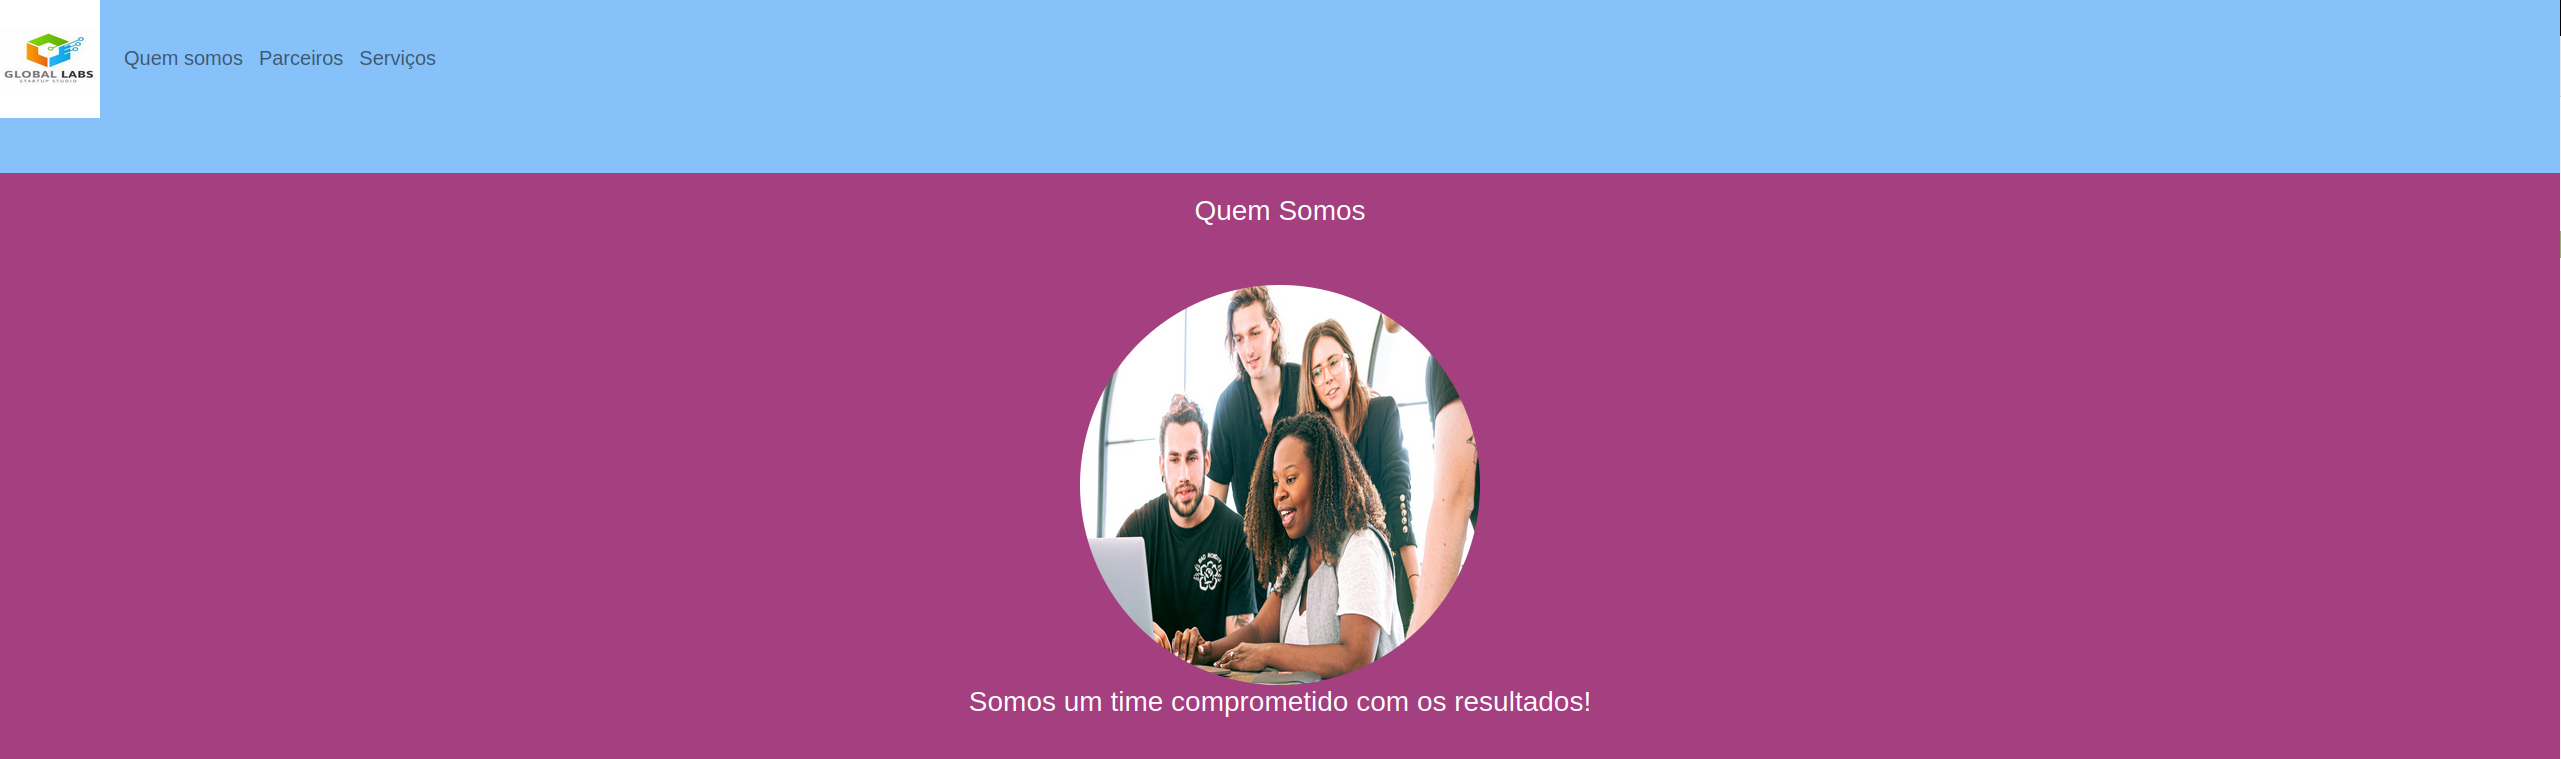 GLOBAL LABS
STARTUP STUDIO
Quem somos Parceiros Serviços
Quem Somos
Somos um time comprometido com os resultados!